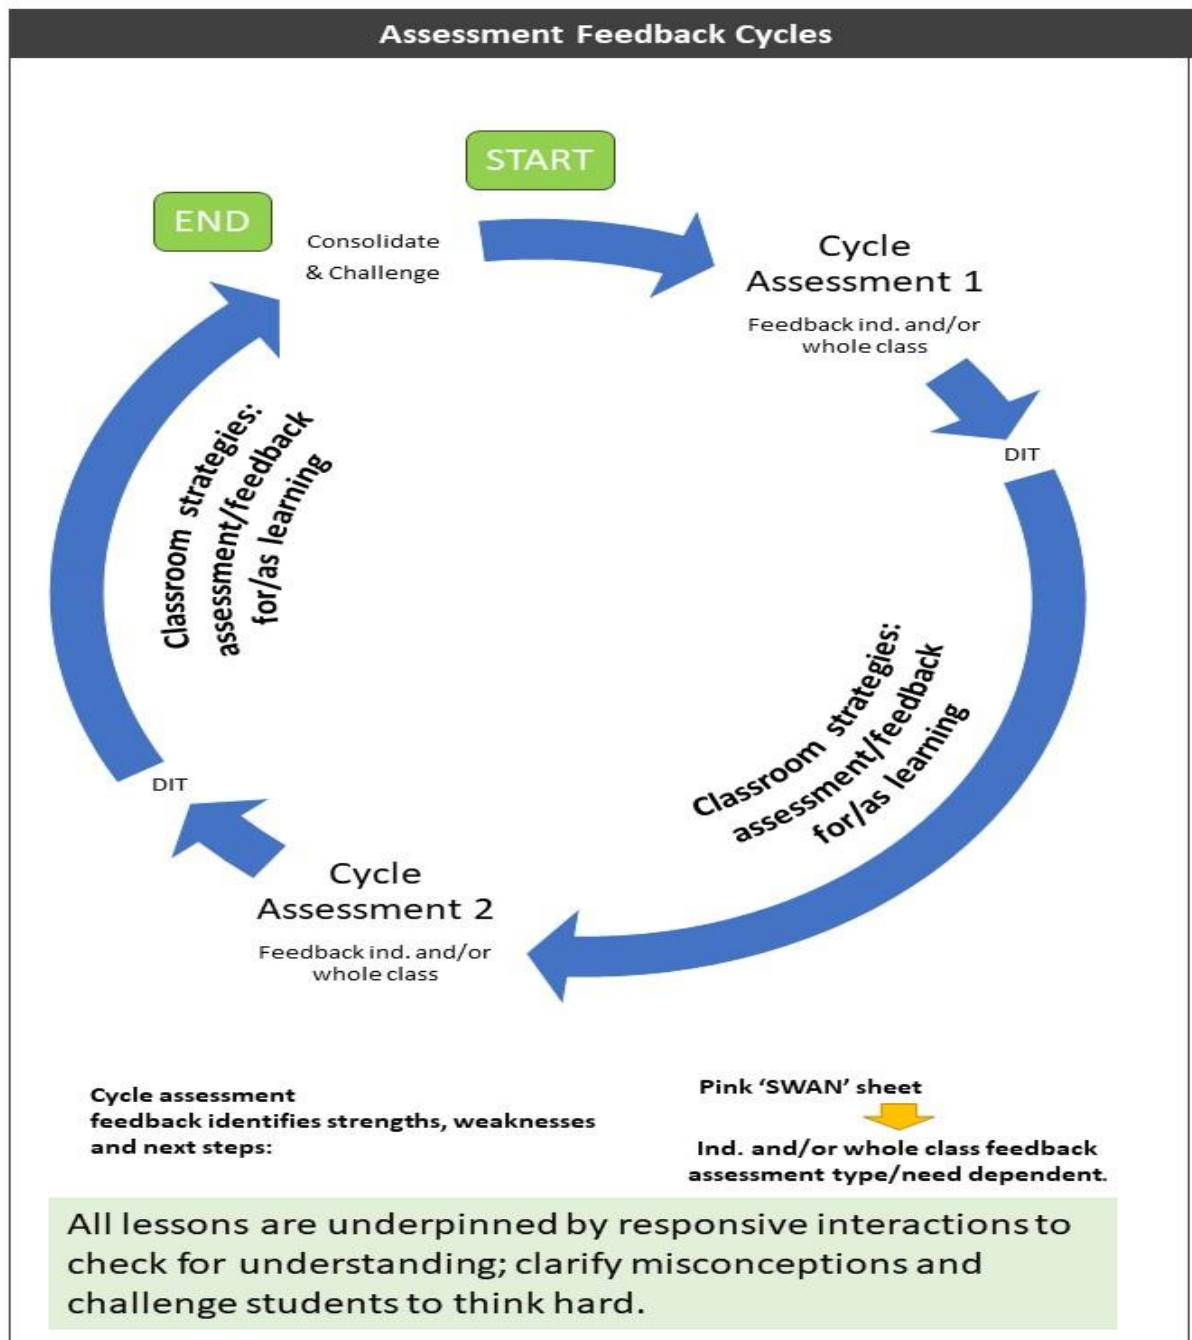 Assessment Feedback Cycles
START
END
Consolidate
& Challenge
Cycle
Assessment 1
Feedback ind. and/or
whole class
DIT
Classroom strategies:
assessment/feedback
for/as learning
Classroom strategies:
assessment/feedback
for/as learning
DIT
Cycle
Assessment 2
Feedback ind. and/or
whole class
Cycle assessment
feedback identifies strengths, weaknesses
and next steps:
Pink ‘SWAN’ sheet
Ind. and/or whole class feedback
assessment type/need dependent.
All lessons are underpinned by responsive interactions to
check for understanding; clarify misconceptions and
challenge students to think hard.